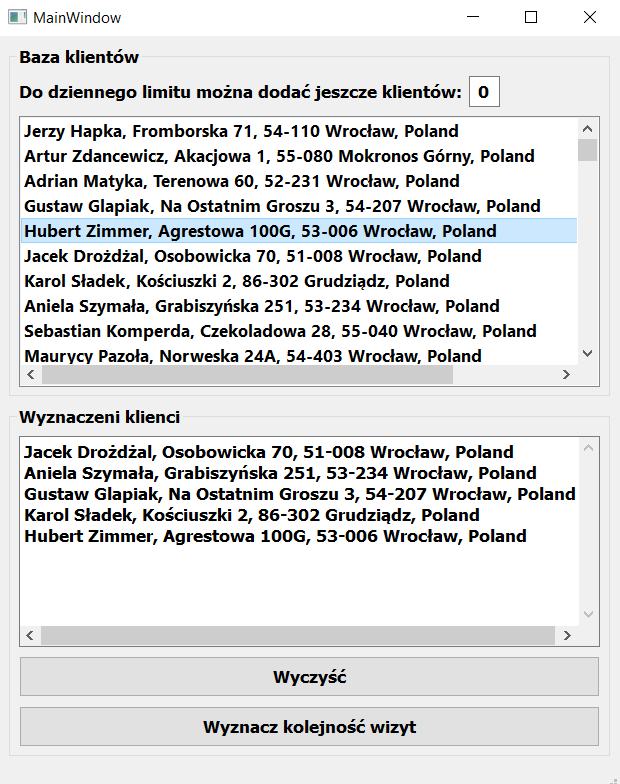 MainWindow
Baza klientów
Do dziennego limitu można dodać jeszcze klientów: 0
Jerzy Hapka, Fromborska 71, 54-110 Wrocław, Poland
Artur Zdancewicz, Akacjowa 1, 55-080 Mokronos Górny, Poland
Adrian Matyka, Terenowa 60, 52-231 Wrocław, Poland
Gustaw Glapiak, Na Ostatnim Groszu 3, 54-207 Wrocław, Poland
Hubert Zimmer, Agrestowa 100G, 53-006 Wrocław, Poland
Jacek Drożdżal, Osobowicka 70, 51-008 Wrocław, Poland
Karol Sładek, Kościuszki 2, 86-302 Grudziądz, Poland
Aniela Szymała, Grabiszyńska 251, 53-234 Wrocław, Poland
Sebastian Komperda, Czekoladowa 28, 55-040 Wrocław, Poland
Maurycy Pazoła, Norweska 24A, 54-403 Wrocław, Poland
Wyznaczeni klienci
Jacek Drożdżal, Osobowicka 70, 51-008 Wrocław, Poland
Aniela Szymała, Grabiszyńska 251, 53-234 Wrocław, Poland
Gustaw Glapiak, Na Ostatnim Groszu 3, 54-207 Wrocław, Poland
Karol Sładek, Kościuszki 2, 86-302 Grudziądz, Poland
Hubert Zimmer, Agrestowa 100G, 53-006 Wrocław, Poland
Wyczyść
Wyznacz kolejność wizyt